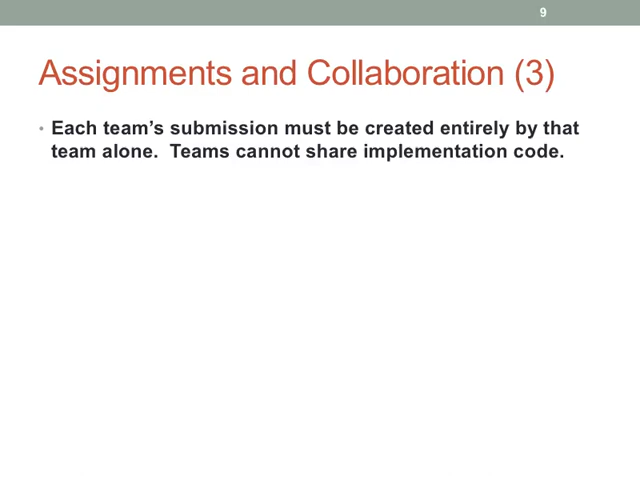 9
Assignments and Collaboration (3)
• Each team’s submission must be created entirely by that
team alone.  Teams cannot share implementation code.